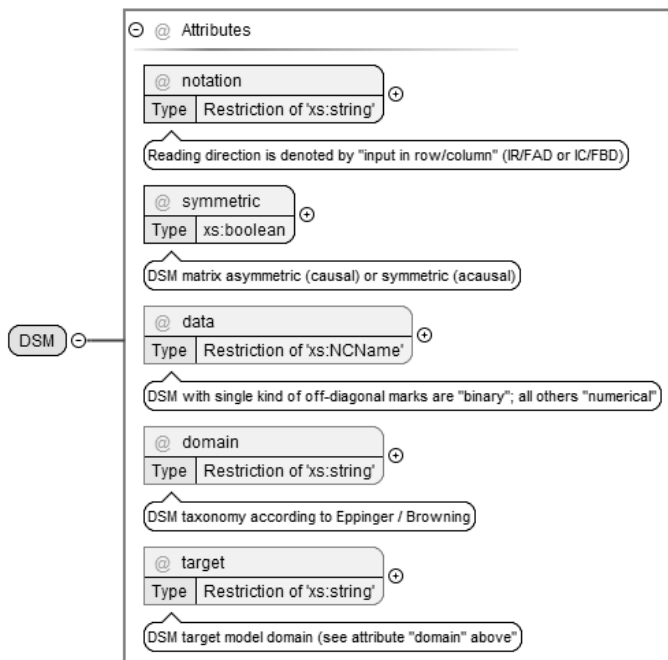 @ Attributes
@ notation
Type Restriction of 'xs:string'
Reading direction is denoted by "input in row/column" (IR/FAD or IC/FBD)
@ symmetric
Type xs:boolean
DSM matrix asymmetric (causal) or symmetric (acausal)
DSM
@ data
Type Restriction of 'xs:NCName'
DSM with single kind of off-diagonal marks are "binary"; all others "numerical"
@ domain
Type Restriction of 'xs:string'
DSM taxonomy according to Eppinger / Browning
@ target
Type Restriction of 'xs:string'
DSM target model domain (see attribute "domain" above"